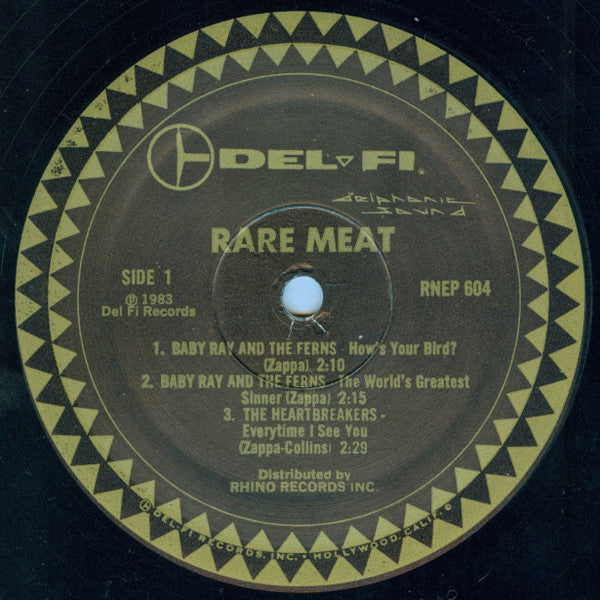 DEL-FI.
delphonic
sound
RARE MEAT
SIDE 1
RNEP 604
℗ 1983
Del Fi Records
1. BABY RAY AND THE FERNS - How's Your Bird?
(Zappa) 2:10
2. BABY RAY AND THE FERNS - The World's Greatest
Sinner (Zappa) 2:15
3. THE HEARTBREAKERS -
Everytime I See You
(Zappa-Collins) 2:29
Distributed by
RHINO RECORDS INC.
© DEL-FI RECORDS, INC. • HOLLYWOOD, CALIF. ©